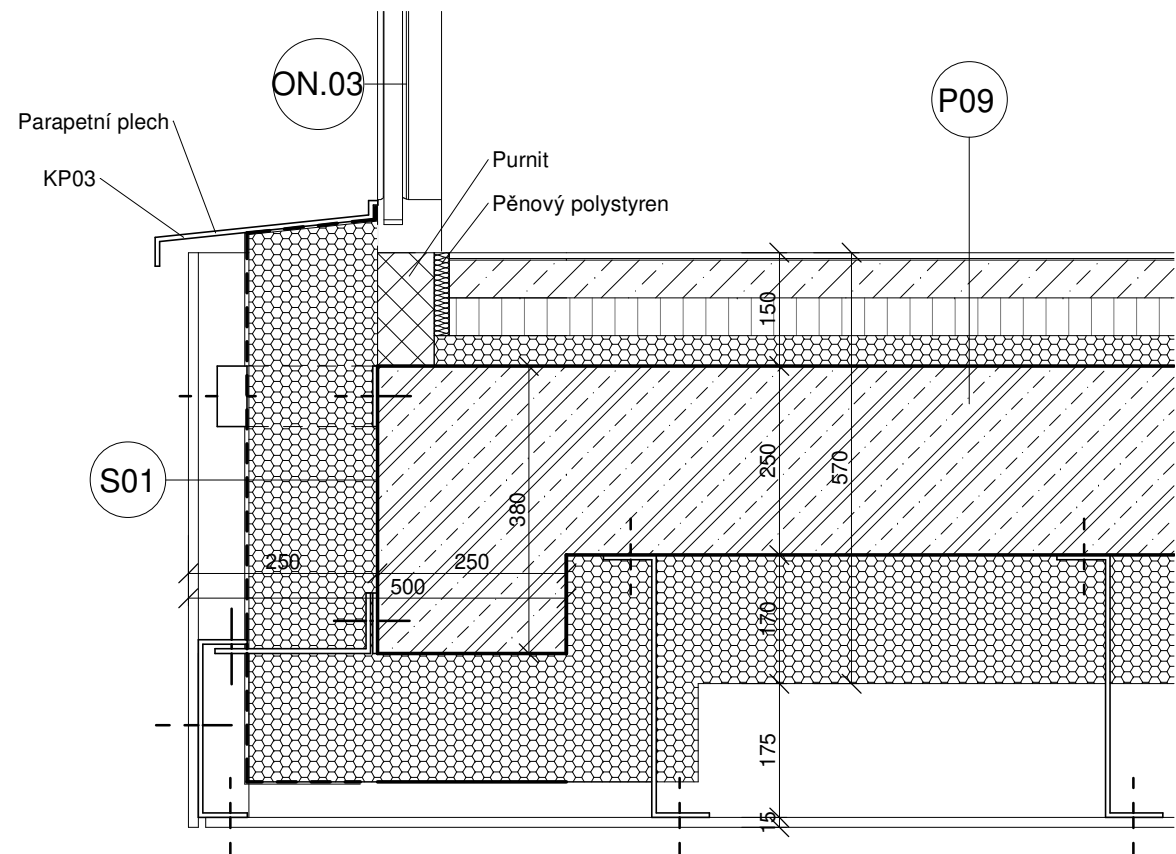 ON.03
P09
Parapetní plech
KP03
Purnit
Pěnový polystyren
150
S01
380
250
570
250
250
500
170
175
15